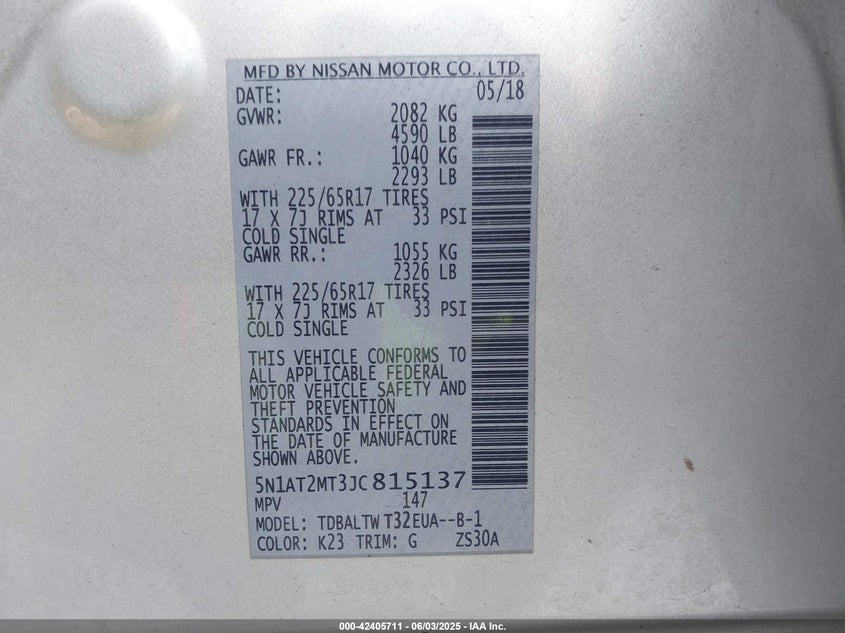 MFD BY NISSAN MOTOR CO., LTD.
DATE: 05/18
GVWR: 2082 KG
4590 LB
GAWR FR.: 1040 KG
2293 LB
WITH 225/65R17 TIRES
17 X 7J RIMS AT 33 PSI
COLD SINGLE
GAWR RR.: 1055 KG
2326 LB
WITH 225/65R17 TIRES
17 X 7J RIMS AT 33 PSI
COLD SINGLE
THIS VEHICLE CONFORMS TO
ALL APPLICABLE FEDERAL
MOTOR VEHICLE SAFETY AND
THEFT PREVENTION
STANDARDS IN EFFECT ON
THE DATE OF MANUFACTURE
SHOWN ABOVE.
5N1AT2MT3JC815137
MPV 147
MODEL: TDBALTW T32EUA--B-1
COLOR: K23 TRIM: G ZS30A
000-42405711 - 06/03/2025 - IAA Inc.